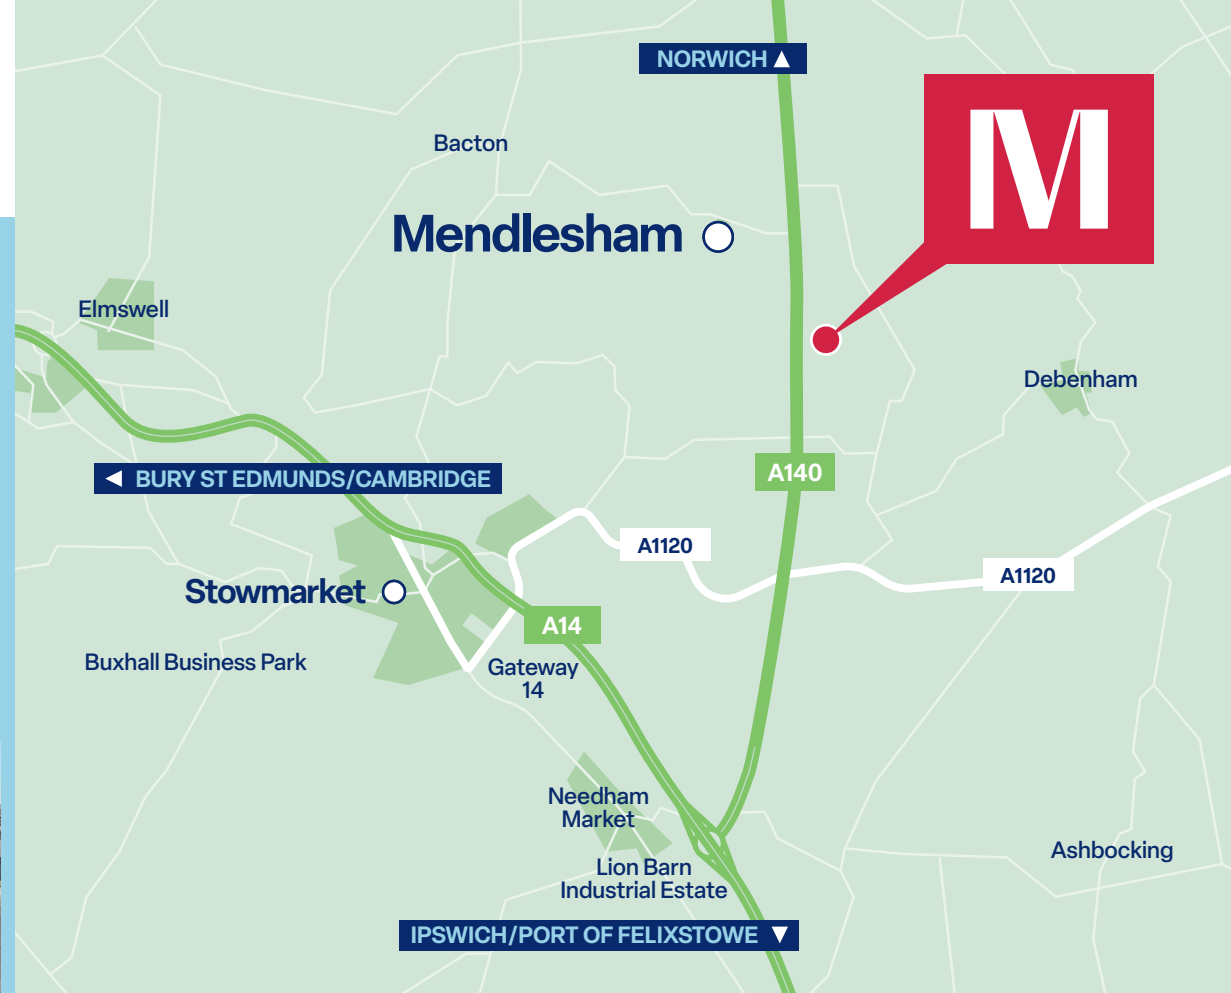 NORWICH ▲
M
Bacton
Mendlesham
Elmswell
Debenham
A140
◄ BURY ST EDMUNDS/CAMBRIDGE
A1120
A1120
Stowmarket
A14
Buxhall Business Park
Gateway
14
Needham
Market
Ashbocking
Lion Barn
Industrial Estate
IPSWICH/PORT OF FELIXSTOWE ▼